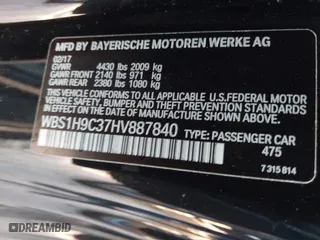 MFD BY BAYERISCHE MOTOREN WERKE AG
02/17
GVWR 4430 lbs 2009 kg
GAWR FRONT 2140 lbs 971 kg
GAWR REAR 2380 lbs 1080 kg
THIS VEHICLE CONFORMS TO ALL APPLICABLE U.S. FEDERAL
MOTOR VEHICLE SAFETY, BUMPER, AND THEFT PREVENTION
STANDARDS IN EFFECT ON THE DATE OF MANUFACTURE SHOWN ABOVE.
WBS1H9C37HV887840 TYPE: PASSENGER CAR
475
7 315 814
DREAMBID